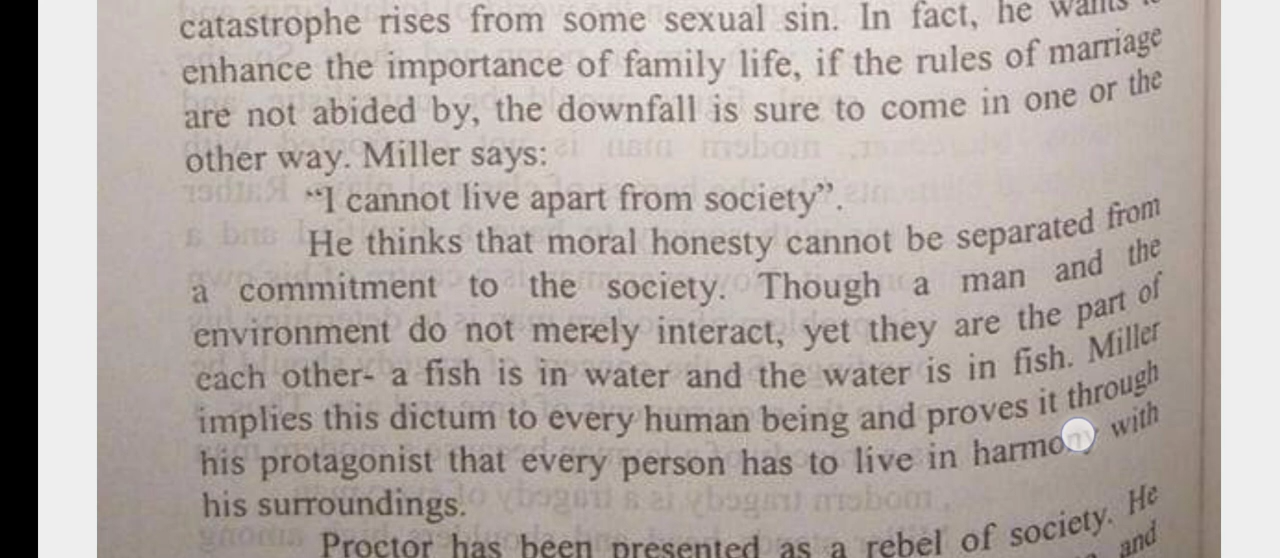 catastrophe rises from some sexual sin. In fact, he wants
enhance the importance of family life, if the rules of marriage
are not abided by, the downfall is sure to come in one or the
other way. Miller says:
“I cannot live apart from society”.
He thinks that moral honesty cannot be separated from
a commitment to the society. Though a man and the
environment do not merely interact, yet they are the part of
each other- a fish is in water and the water is in fish. Miller
implies this dictum to every human being and proves it through
his protagonist that every person has to live in harmony with
his surroundings.
Proctor has been presented as a rebel of society. He
and